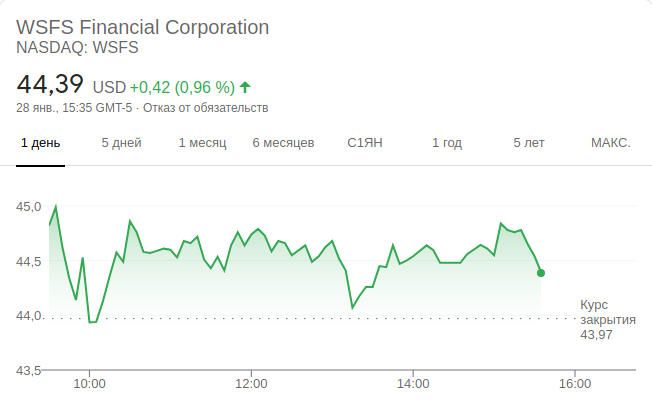 WSFS Financial Corporation
NASDAQ: WSFS
44,39 USD +0,42 (0,96 %)
28 янв., 15:35 GMT-5 · Отказ от обязательств
1 день 5 дней 1 месяц 6 месяцев С1ЯН 1 год 5 лет МАКС.
45,0
44,5
44,0
Курс
закрытия
43,97
43,5
10:00 12:00 14:00 16:00